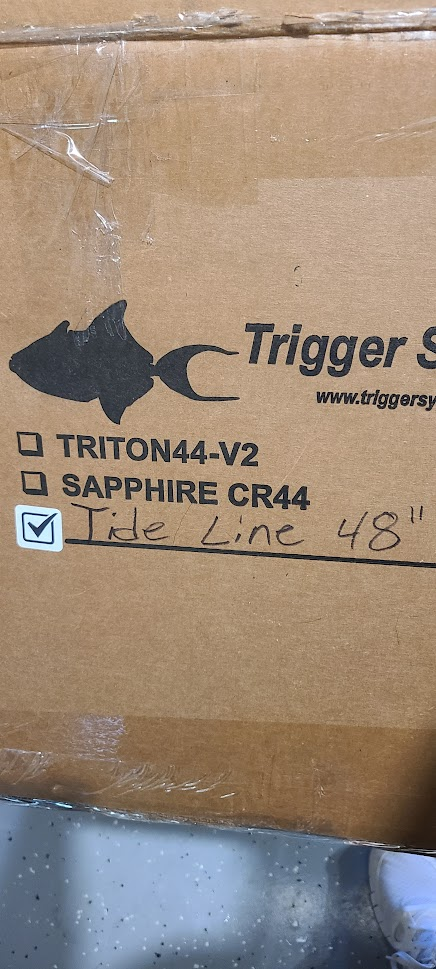 Trigger S
www.triggersy
TRITON44-V2
SAPPHIRE CR44
Tide Line 48"